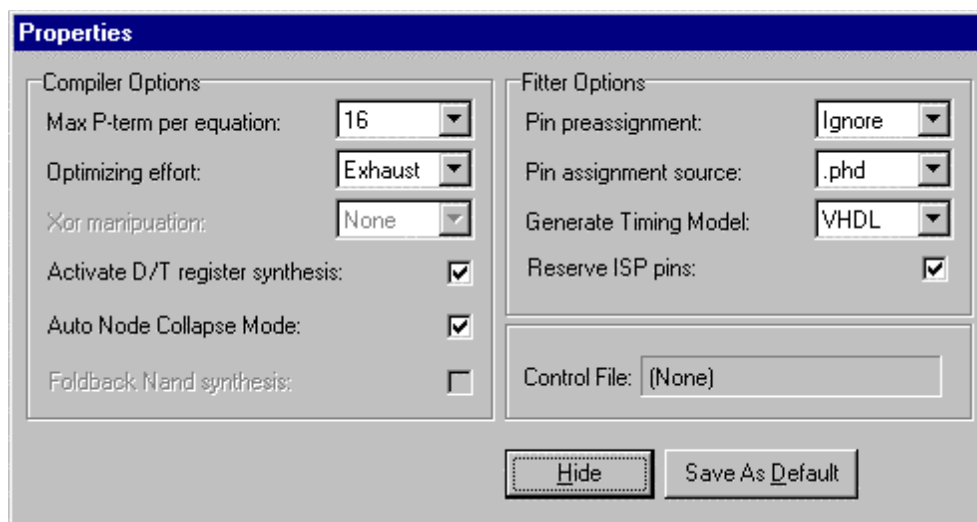 Properties
Compiler Options
Max P-term per equation: 16
Optimizing effort: Exhaust
Xor manipuation: None
Activate D/T register synthesis:
Auto Node Collapse Mode:
Foldback Nand synthesis:
Fitter Options
Pin preassignment: Ignore
Pin assignment source: .phd
Generate Timing Model: VHDL
Reserve ISP pins:
Control File: (None)
Hide Save As Default